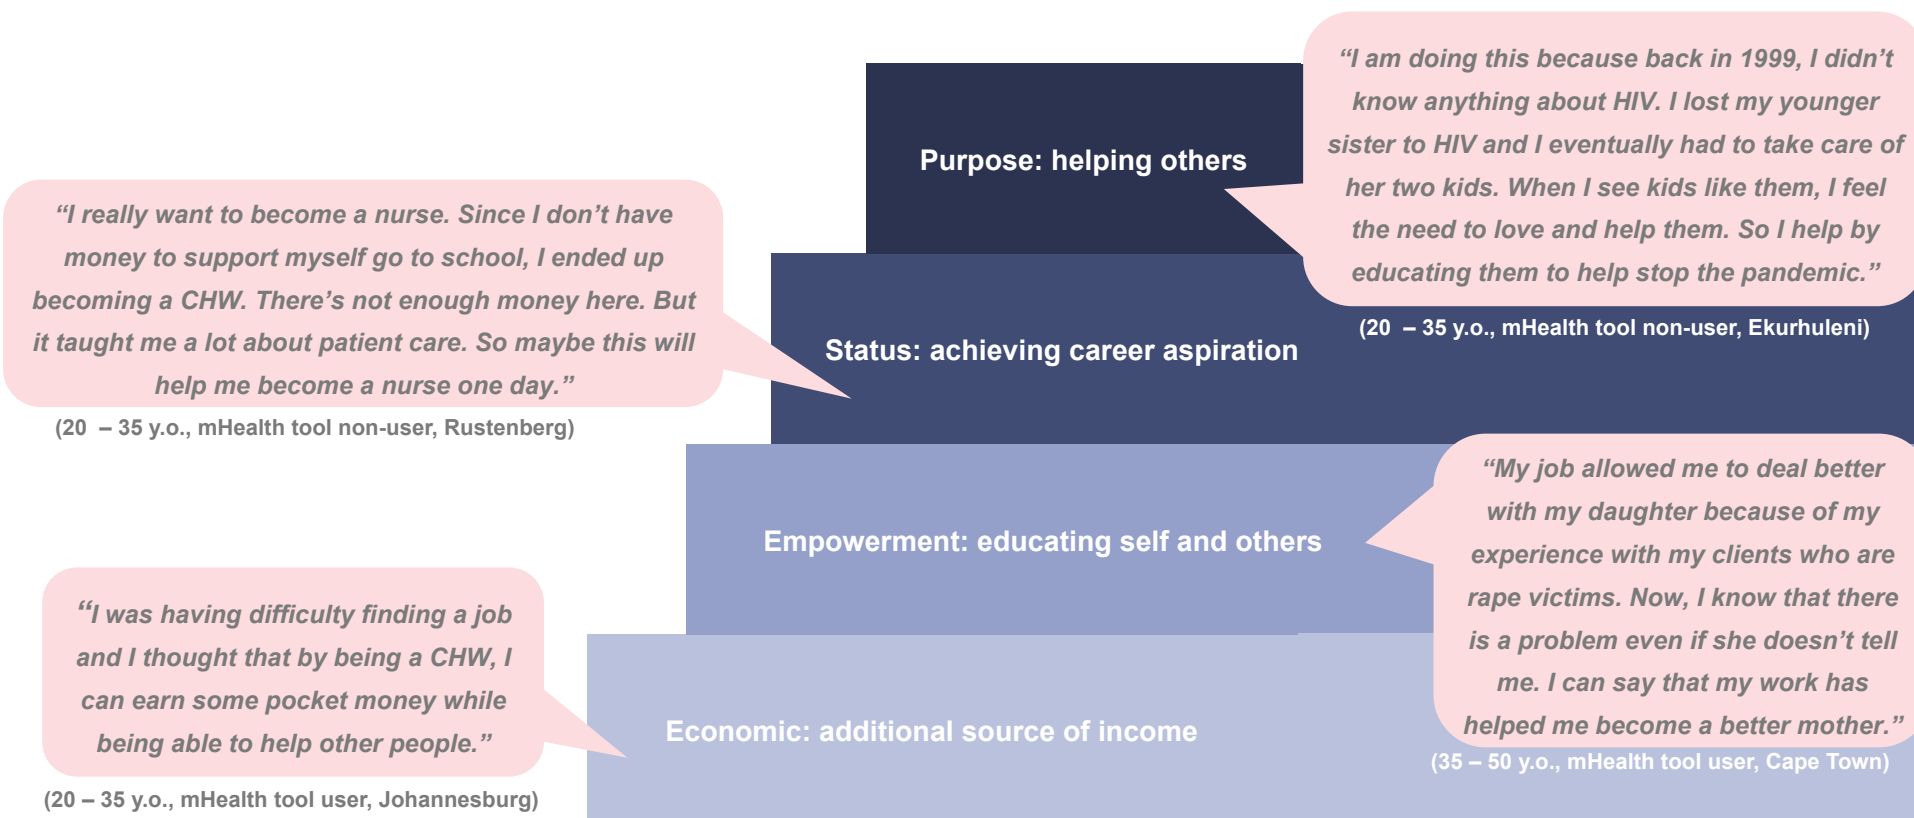 “I am doing this because back in 1999, I didn’t
know anything about HIV. I lost my younger
sister to HIV and I eventually had to take care of
her two kids. When I see kids like them, I feel
the need to love and help them. So I help by
educating them to help stop the pandemic.”
(20 – 35 y.o., mHealth tool non-user, Ekurhuleni)
Purpose: helping others
“I really want to become a nurse. Since I don’t have
money to support myself go to school, I ended up
becoming a CHW. There’s not enough money here. But
it taught me a lot about patient care. So maybe this will
help me become a nurse one day.”
(20 – 35 y.o., mHealth tool non-user, Rustenberg)
Status: achieving career aspiration
“My job allowed me to deal better
with my daughter because of my
experience with my clients who are
rape victims. Now, I know that there
is a problem even if she doesn’t tell
me. I can say that my work has
helped me become a better mother.”
(35 – 50 y.o., mHealth tool user, Cape Town)
Empowerment: educating self and others
“I was having difficulty finding a job
and I thought that by being a CHW, I
can earn some pocket money while
being able to help other people.”
(20 – 35 y.o., mHealth tool user, Johannesburg)
Economic: additional source of income